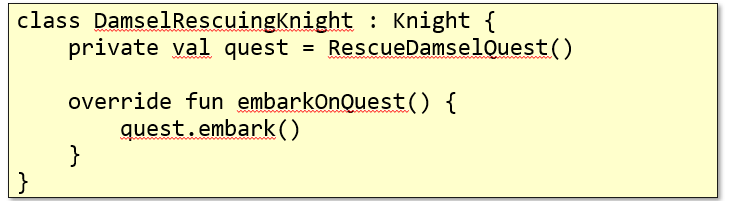 class DamselRescuingKnight : Knight {
    private val quest = RescueDamselQuest()

    override fun embarkOnQuest() {
        quest.embark()
    }
}